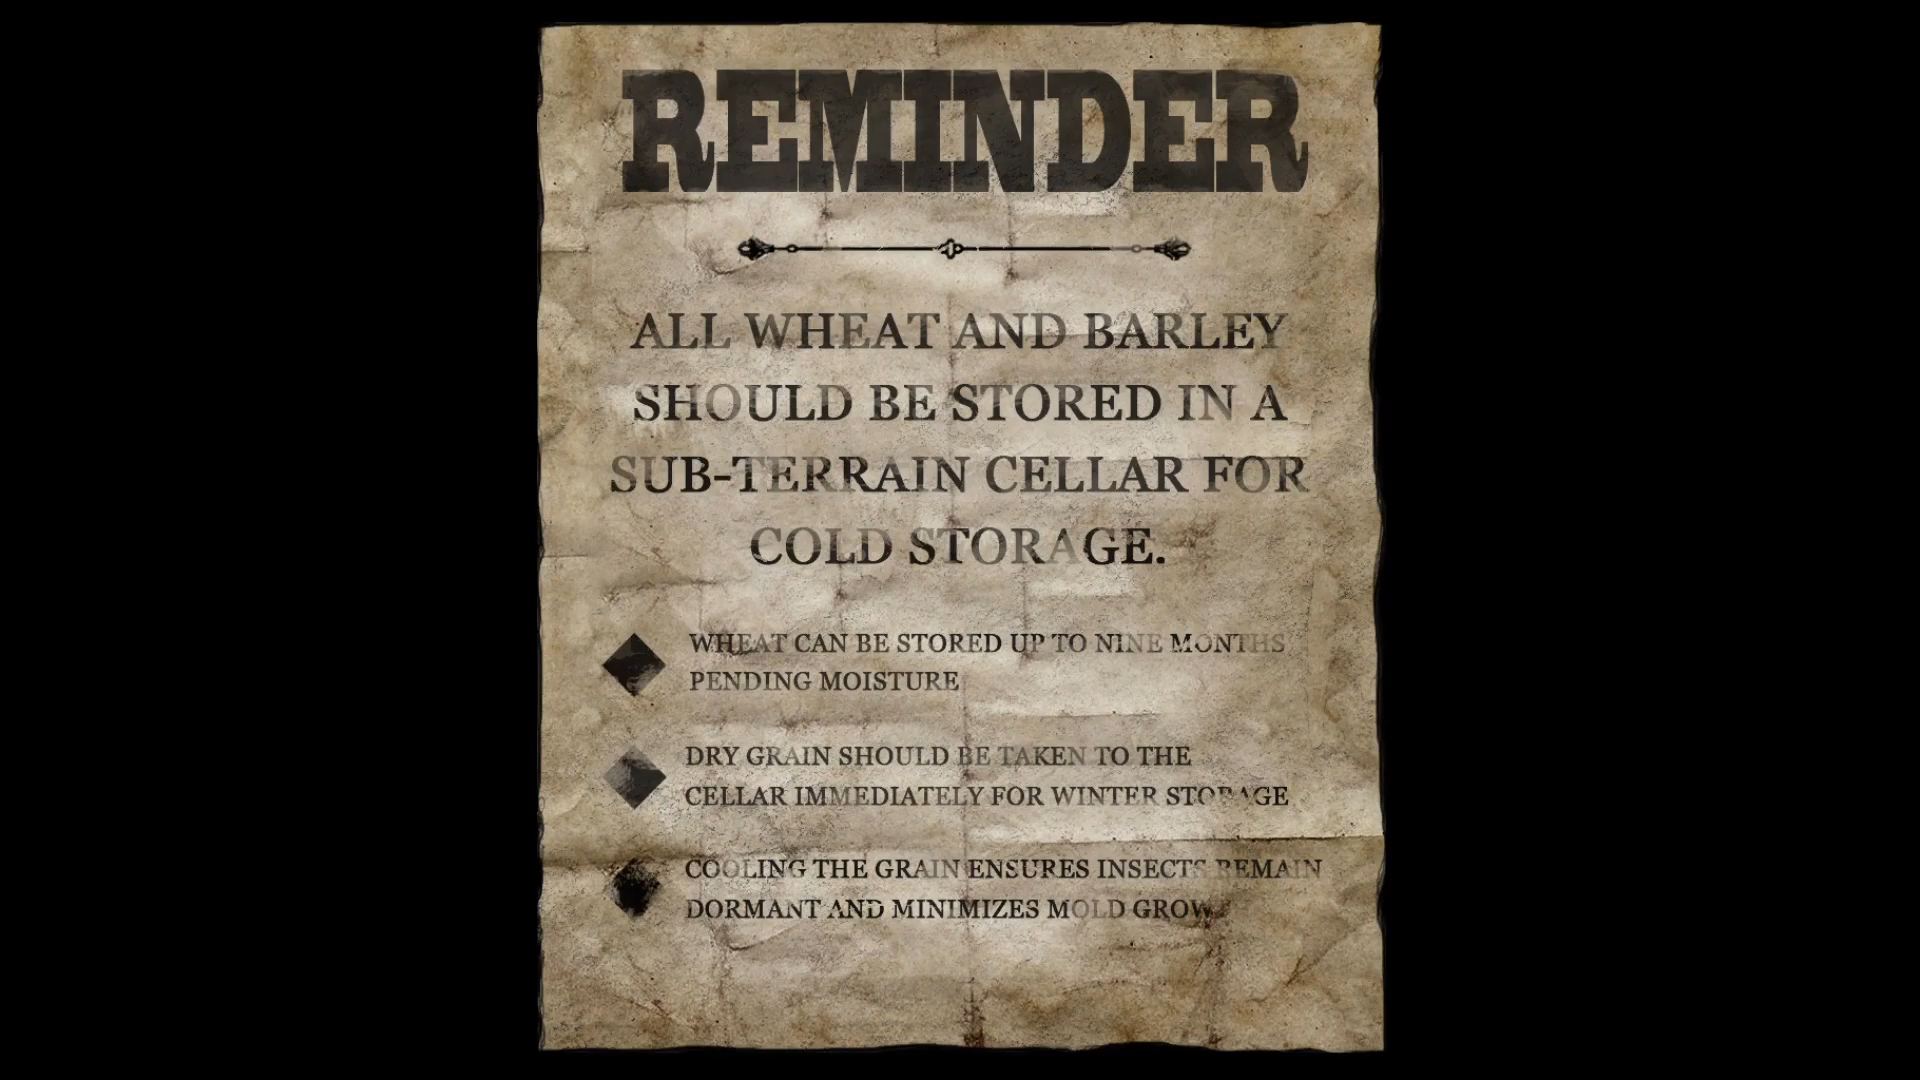 REMINDER
ALL WHEAT AND BARLEY
SHOULD BE STORED IN A
SUB-TERRAIN CELLAR FOR
COLD STORAGE.
WHEAT CAN BE STORED UP TO NINE MONTHS
PENDING MOISTURE
DRY GRAIN SHOULD BE TAKEN TO THE
CELLAR IMMEDIATELY FOR WINTER STORAGE
COOLING THE GRAIN ENSURES INSECTS REMAIN
DORMANT AND MINIMIZES MOLD